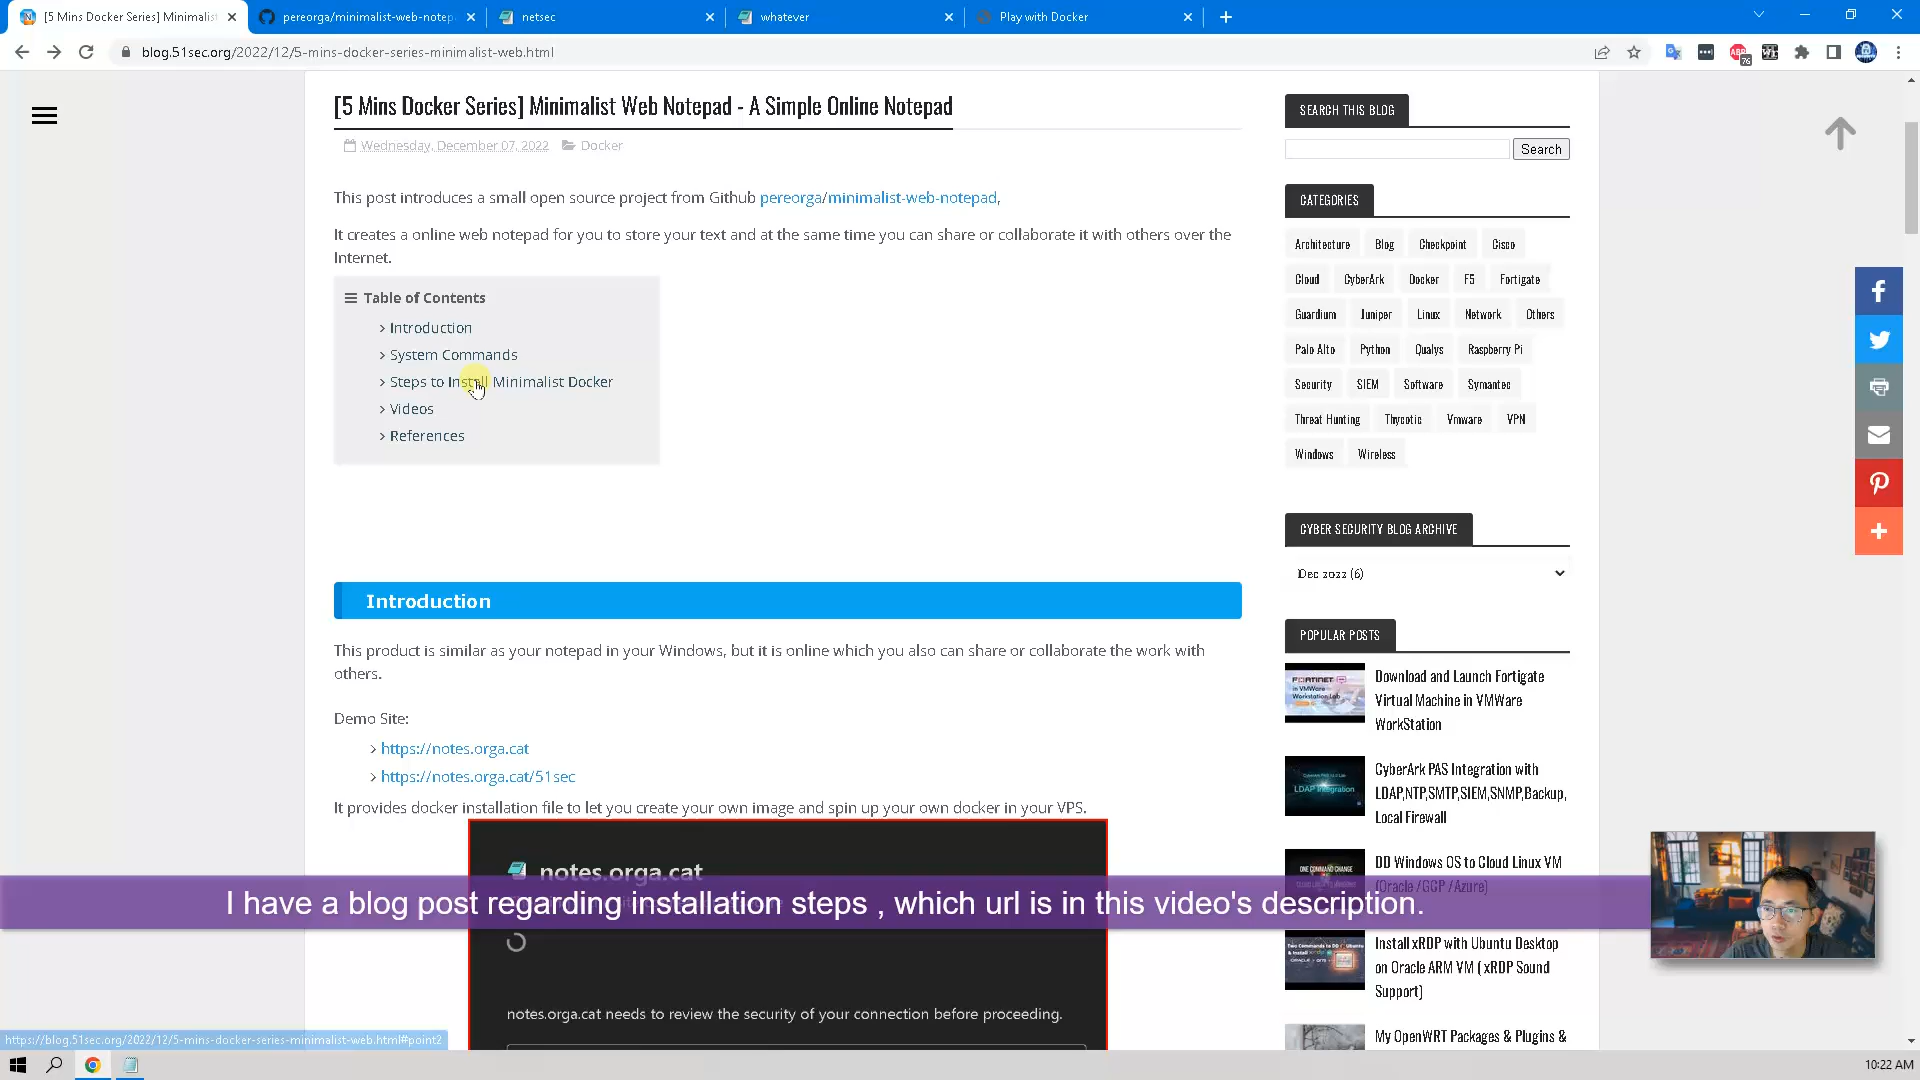 [5 Mins Docker Series] Minimalist
pereorga/minimalist-web-notep
netsec
whatever
Play with Docker
blog.51sec.org/2022/12/5-mins-docker-series-minimalist-web.html
76
[5 Mins Docker Series] Minimalist Web Notepad - A Simple Online Notepad
Wednesday, December 07, 2022 Docker
This post introduces a small open source project from Github pereorga/minimalist-web-notepad,
It creates a online web notepad for you to store your text and at the same time you can share or collaborate it with others over the
Internet.
Table of Contents
> Introduction
> System Commands
> Steps to Install Minimalist Docker
> Videos
> References
Introduction
This product is similar as your notepad in your Windows, but it is online which you also can share or collaborate the work with
others.
Demo Site:
> https://notes.orga.cat
> https://notes.orga.cat/51sec
It provides docker installation file to let you create your own image and spin up your own docker in your VPS.
notes.orga.cat
notes.orga.cat needs to review the security of your connection before proceeding.
SEARCH THIS BLOG
Search
CATEGORIES
Architecture Blog Checkpoint Cisco
Cloud CyberArk Docker F5 Fortigate
Guardium Juniper Linux Network Others
Palo Alto Python Qualys Raspberry Pi
Security SIEM Software Symantec
Threat Hunting Thycotic Vmware VPN
Windows Wireless
CYBER SECURITY BLOG ARCHIVE
Dec 2022 (6)
POPULAR POSTS
FORTINET
in VMWare
Workstation Lab
Download and Launch Fortigate
Virtual Machine in VMWare
WorkStation
LDAP Integration
CyberArk PAS Integration with
LDAP,NTP,SMTP,SIEM,SNMP,Backup,
Local Firewall
ONE COMMAND CHANGE
DD Windows OS to Cloud Linux VM
(Oracle /GCP /Azure)
Install xRDP with Ubuntu Desktop
on Oracle ARM VM ( xRDP Sound
Support)
My OpenWRT Packages & Plugins &
I have a blog post regarding installation steps , which url is in this video's description.
https://blog.51sec.org/2022/12/5-mins-docker-series-minimalist-web.html#point2
10:22 AM